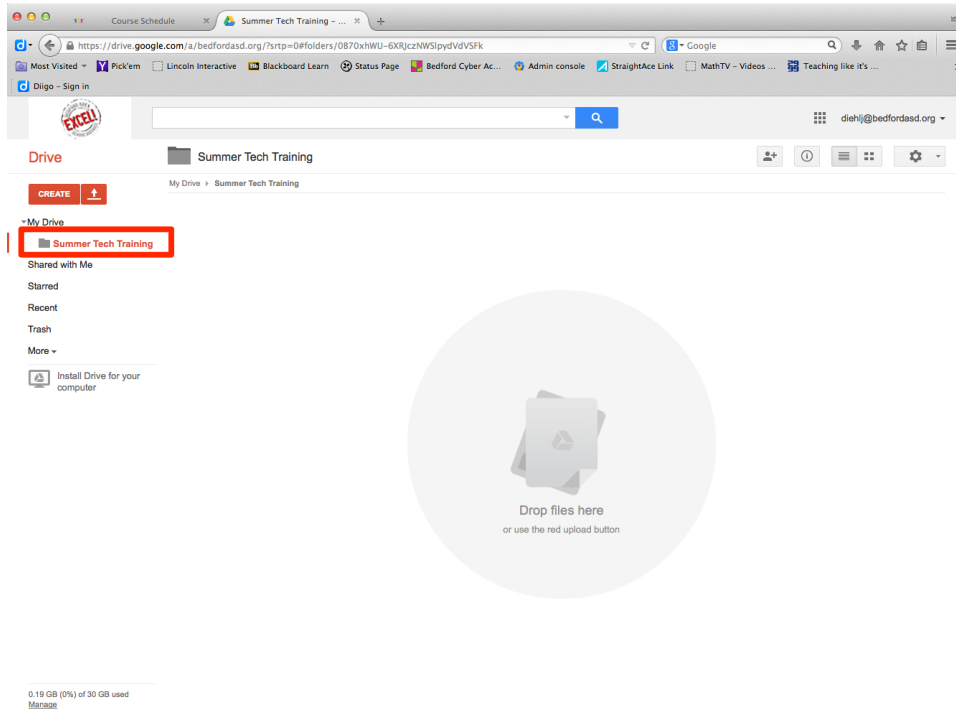 Course Schedule
Summer Tech Training - ...
https://drive.google.com/a/bedfordasd.org/?srtp=0#folders/0B70xhWU-6XRJczNWSlpydVdVSFk
Google
Most Visited
Pick'em
Lincoln Interactive
Bb Blackboard Learn
Status Page
Bedford Cyber Ac...
Admin console
StraightAce Link
MathTV - Videos ...
Teaching like it's ...
Diigo - Sign in
EXCELL
diehlj@bedfordasd.org
Drive
Summer Tech Training
CREATE
My Drive
Summer Tech Training
My Drive
Summer Tech Training
Shared with Me
Starred
Recent
Trash
More
Install Drive for your
computer
Drop files here
or use the red upload button
0.19 GB (0%) of 30 GB used
Manage